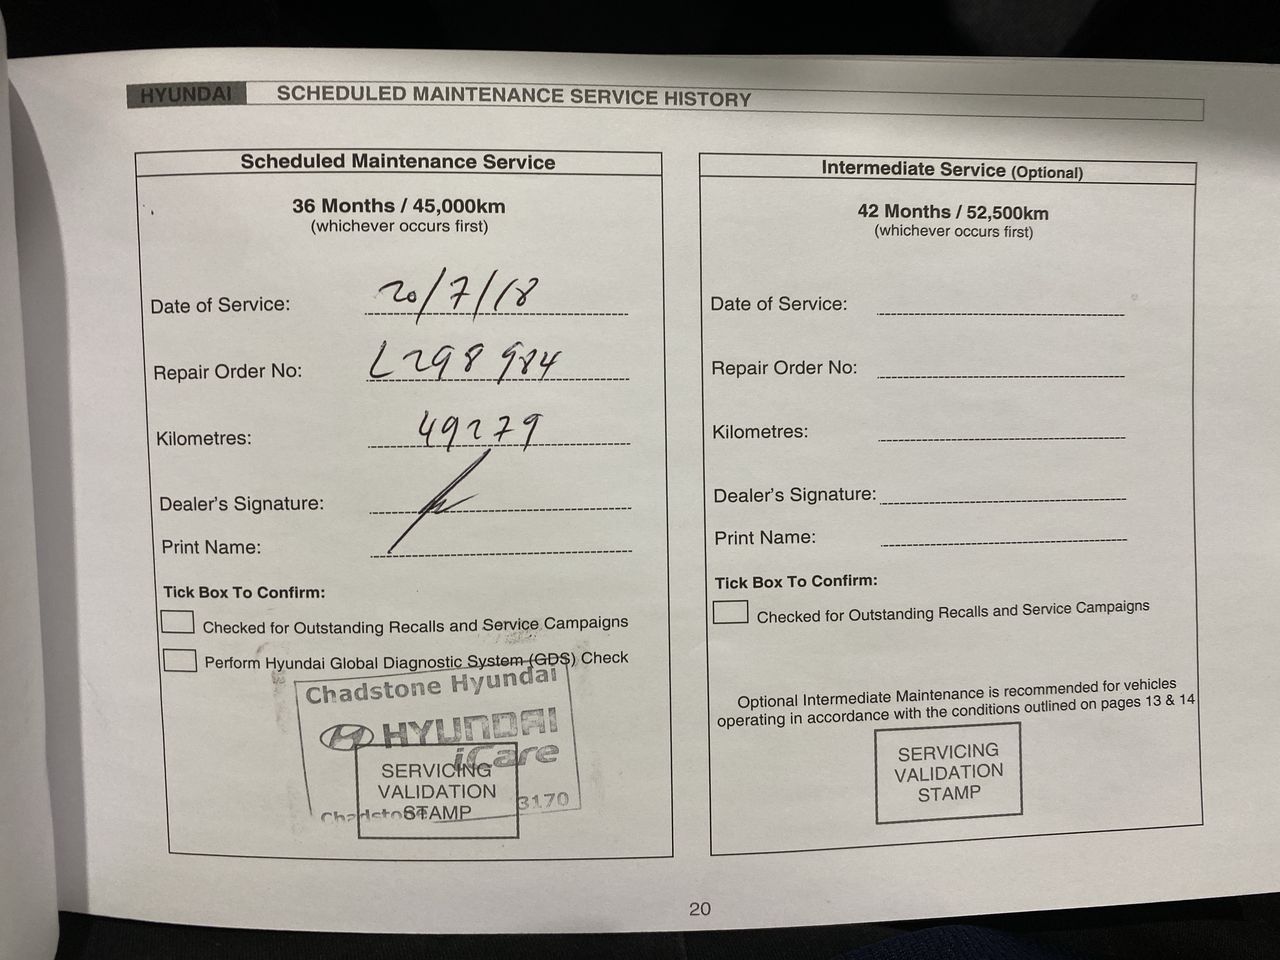 HYUNDAI SCHEDULED MAINTENANCE SERVICE HISTORY
Scheduled Maintenance Service
36 Months / 45,000km
(whichever occurs first)
Date of Service: 20/7/18
Repair Order No: L298984
Kilometres: 49279
Dealer's Signature:
Print Name:
Tick Box To Confirm:
Checked for Outstanding Recalls and Service Campaigns
Perform Hyundai Global Diagnostic System (GDS) Check
Chadstone Hyundai
HYUNDAI
iCare
SERVICING
VALIDATION
STAMP
Chadstone 3170
Intermediate Service (Optional)
42 Months / 52,500km
(whichever occurs first)
Date of Service:
Repair Order No:
Kilometres:
Dealer's Signature:
Print Name:
Tick Box To Confirm:
Checked for Outstanding Recalls and Service Campaigns
Optional Intermediate Maintenance is recommended for vehicles
operating in accordance with the conditions outlined on pages 13 & 14
SERVICING
VALIDATION
STAMP
20